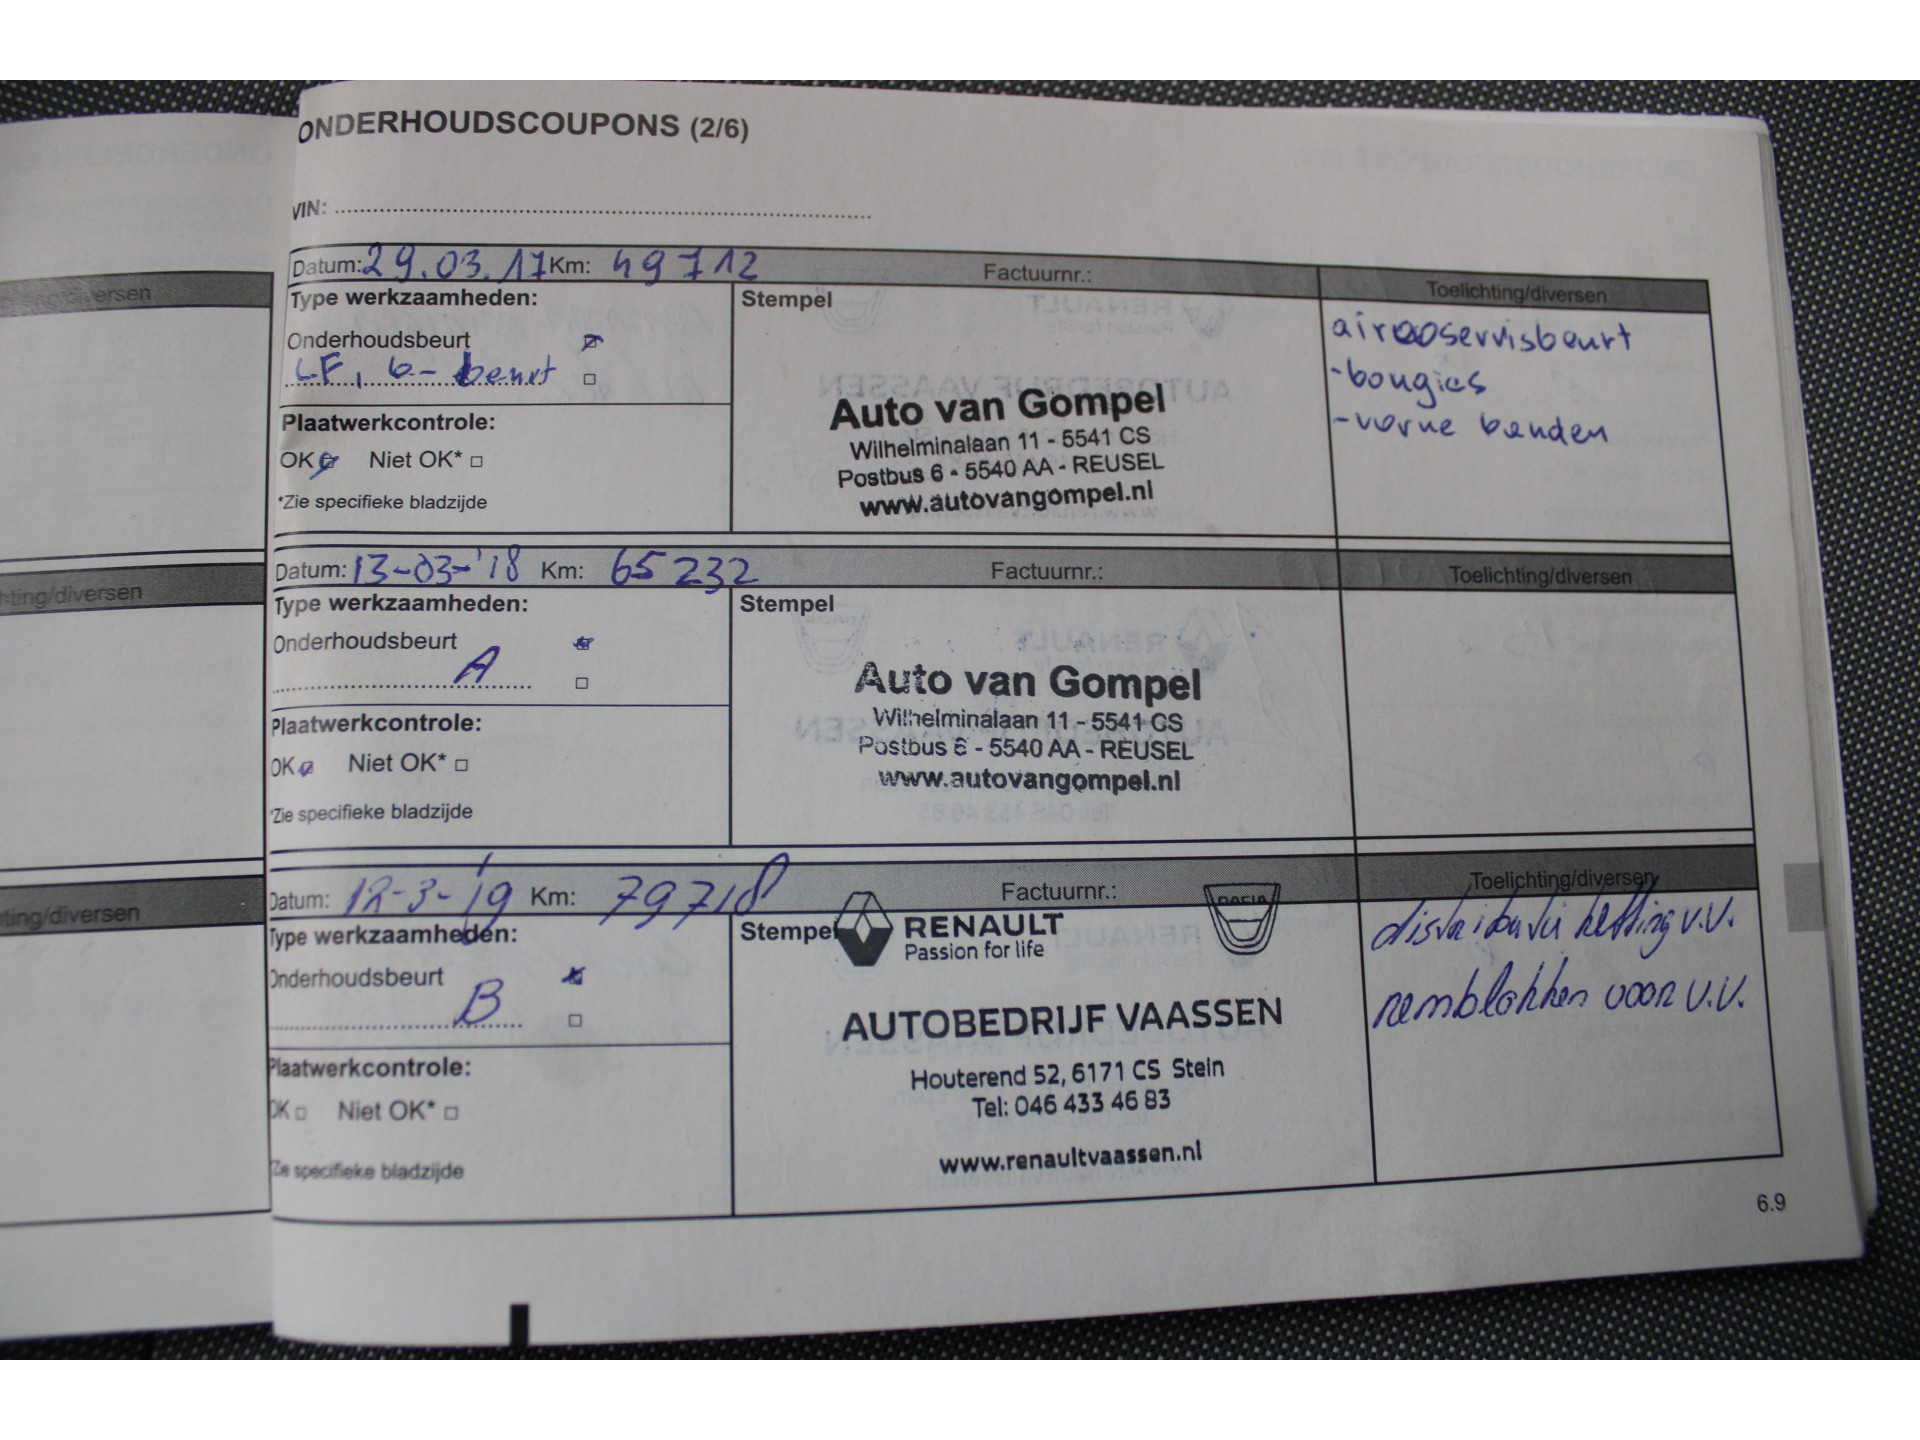 ONDERHOUDSCOUPONS (2/6)
VIN:
Datum: 29.03.17 Km: 49712 Factuurnr.: Toelichting/diversen
Type werkzaamheden:
Stempel
Onderhoudsbeurt
LF, 6- beurt
Plaatwerkcontrole:
OK Niet OK*
*Zie specifieke bladzijde
Auto van Gompel
Wilhelminalaan 11 - 5541 CS
Postbus 6 - 5540 AA - REUSEL
www.autovangompel.nl
aircoservisbeurt
-bougies
-vorne banden
Datum: 13-03-'18 Km: 65232 Factuurnr.: Toelichting/diversen
Type werkzaamheden:
Stempel
Onderhoudsbeurt
A
Plaatwerkcontrole:
OK Niet OK*
*Zie specifieke bladzijde
Auto van Gompel
Wilhelminalaan 11 - 5541 CS
Postbus 6 - 5540 AA - REUSEL
www.autovangompel.nl
Datum: 12-3-'19 Km: 79718 Factuurnr.: Toelichting/diversen
Type werkzaamheden:
Stempel
Onderhoudsbeurt
B
Plaatwerkcontrole:
OK Niet OK*
*Zie specifieke bladzijde
RENAULT
Passion for life
DACIA
AUTOBEDRIJF VAASSEN
Houterend 52, 6171 CS Stein
Tel: 046 433 46 83
www.renaultvaassen.nl
distributie ketting v.v.
remblokken voor v.v.
6.9